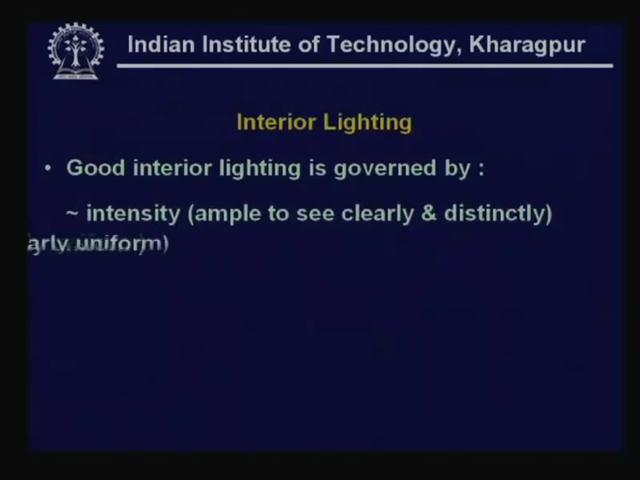 Indian Institute of Technology, Kharagpur
Interior Lighting
• Good interior lighting is governed by :
~ intensity (ample to see clearly & distinctly)
arly uniform)